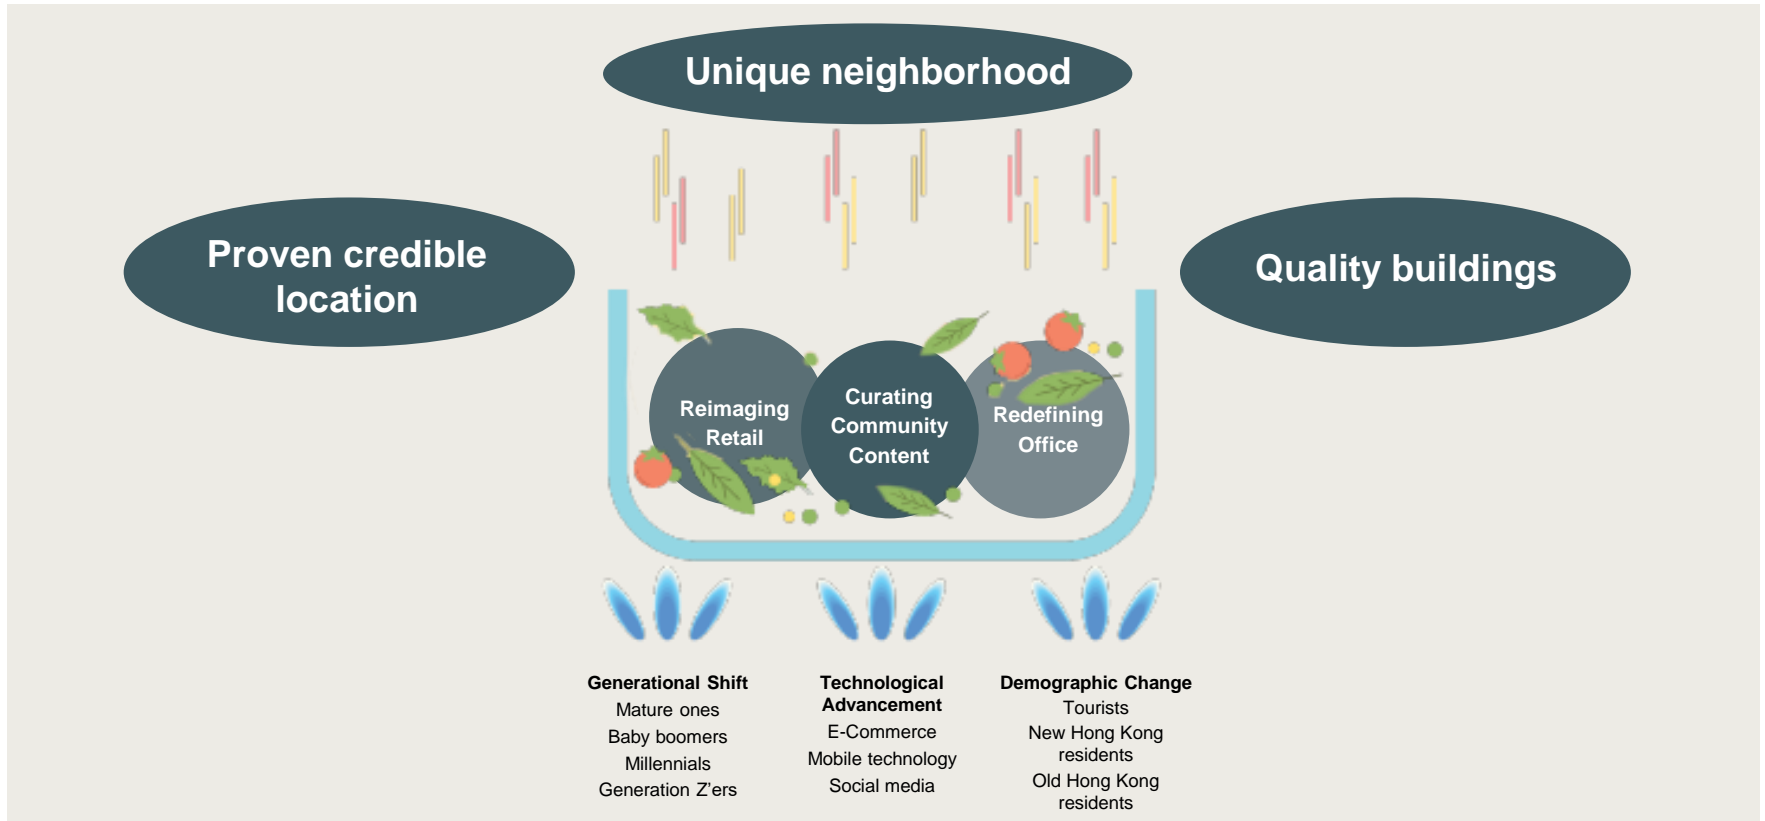 Unique neighborhood
Proven credible
location
Quality buildings
Reimaging
Retail
Curating
Community
Content
Redefining
Office
Generational Shift
Mature ones
Baby boomers
Millennials
Generation Z'ers
Technological
Advancement
E-Commerce
Mobile technology
Social media
Demographic Change
Tourists
New Hong Kong
residents
Old Hong Kong
residents